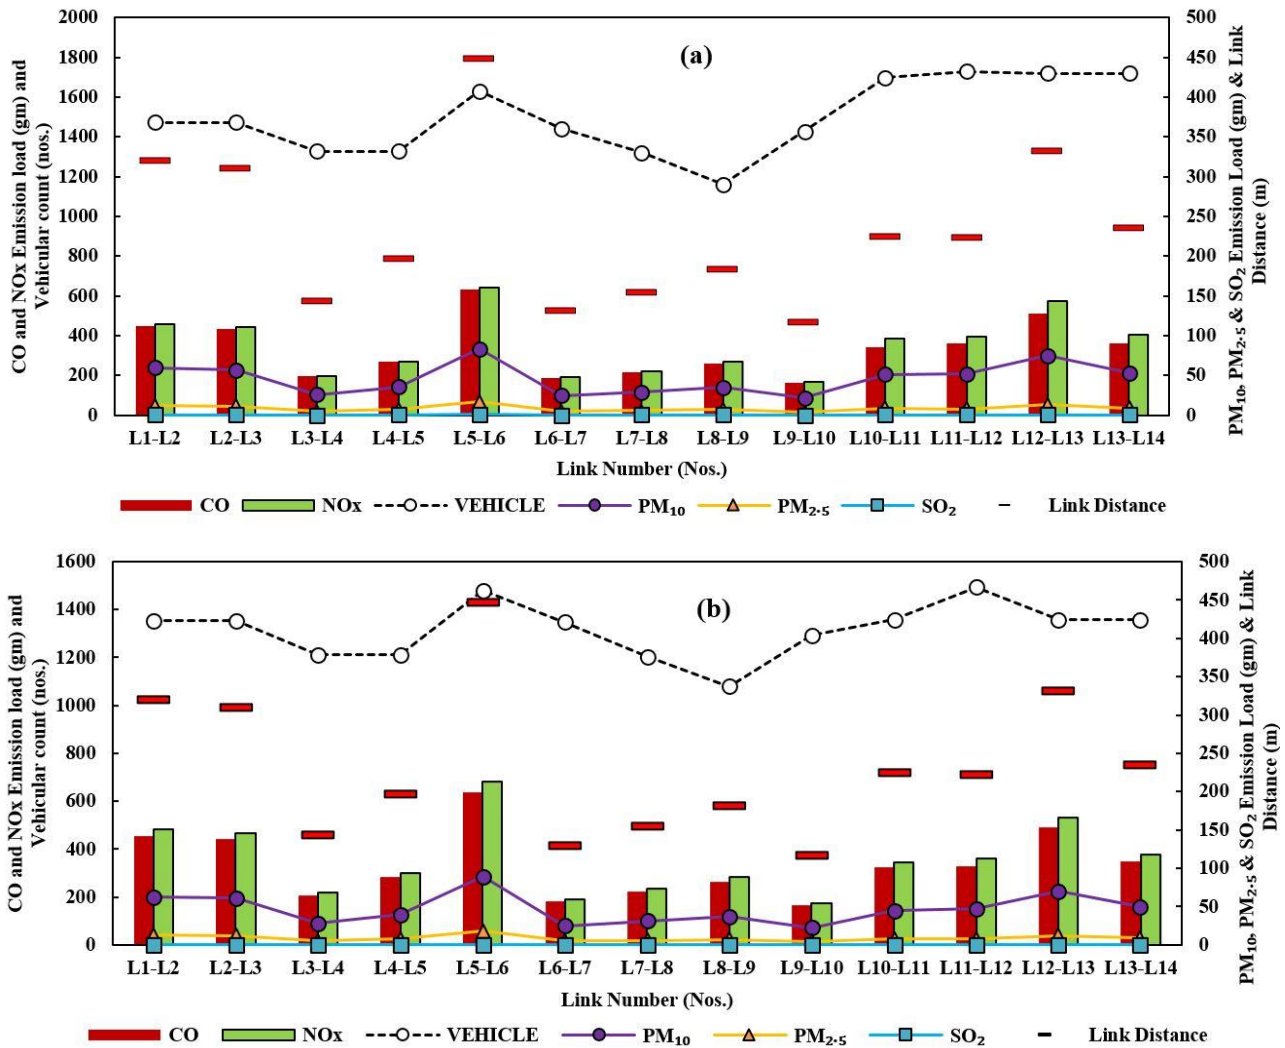 (a)
CO and NOx Emission load (gm) and
Vehicular count (nos.)
2000
1800
1600
1400
1200
1000
800
600
400
200
0
500
450
400
350
300
250
200
150
100
50
0
PM₁₀, PM₂.₅ & SO₂ Emission Load (gm) & Link
Distance (m)
L1-L2 L2-L3 L3-L4 L4-L5 L5-L6 L6-L7 L7-L8 L8-L9 L9-L10 L10-L11 L11-L12 L12-L13 L13-L14
Link Number (Nos.)
CO NOx VEHICLE PM₁₀ PM₂.₅ SO₂ Link Distance
(b)
CO and NOx Emission load (gm) and
Vehicular count (nos.)
1600
1400
1200
1000
800
600
400
200
0
500
450
400
350
300
250
200
150
100
50
0
PM₁₀, PM₂.₅ & SO₂ Emission Load (gm) & Link
Distance (m)
L1-L2 L2-L3 L3-L4 L4-L5 L5-L6 L6-L7 L7-L8 L8-L9 L9-L10 L10-L11 L11-L12 L12-L13 L13-L14
Link Number (Nos.)
CO NOx VEHICLE PM₁₀ PM₂.₅ SO₂ Link Distance